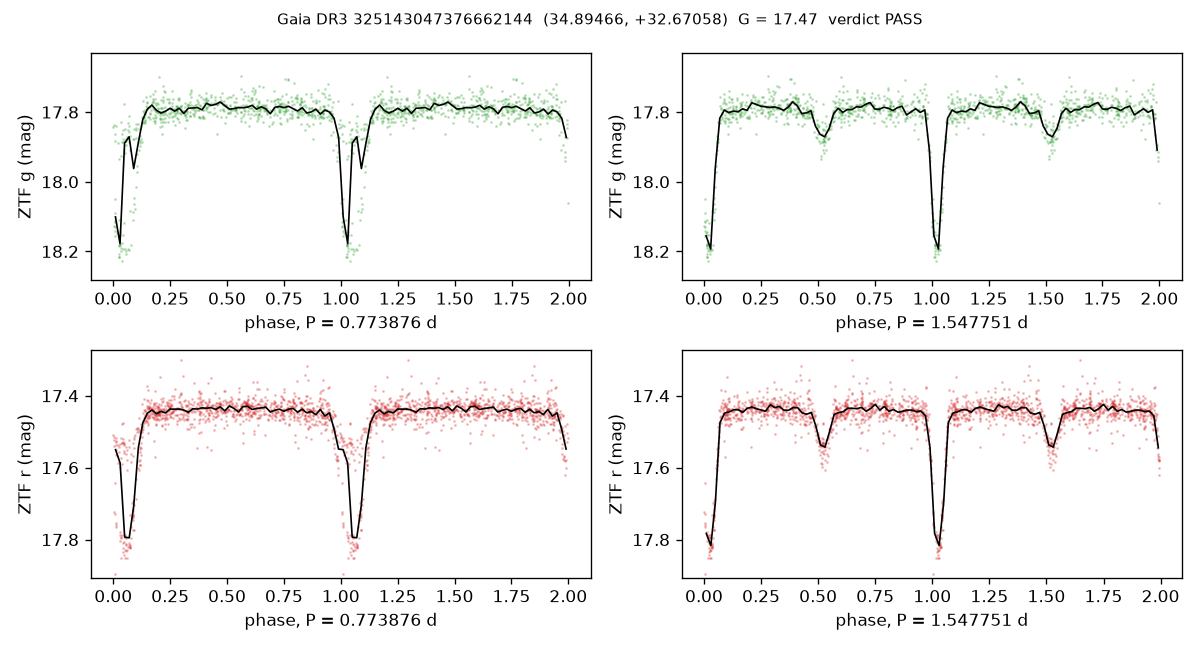 Gaia DR3 325143047376662144  (34.89466, +32.67058)  G = 17.47  verdict PASS
ZTF g (mag)
17.8
18.0
18.2
0.00 0.25 0.50 0.75 1.00 1.25 1.50 1.75 2.00
phase, P = 0.773876 d
ZTF g (mag)
17.8
18.0
18.2
0.00 0.25 0.50 0.75 1.00 1.25 1.50 1.75 2.00
phase, P = 1.547751 d
ZTF r (mag)
17.4
17.6
17.8
0.00 0.25 0.50 0.75 1.00 1.25 1.50 1.75 2.00
phase, P = 0.773876 d
ZTF r (mag)
17.4
17.6
17.8
0.00 0.25 0.50 0.75 1.00 1.25 1.50 1.75 2.00
phase, P = 1.547751 d